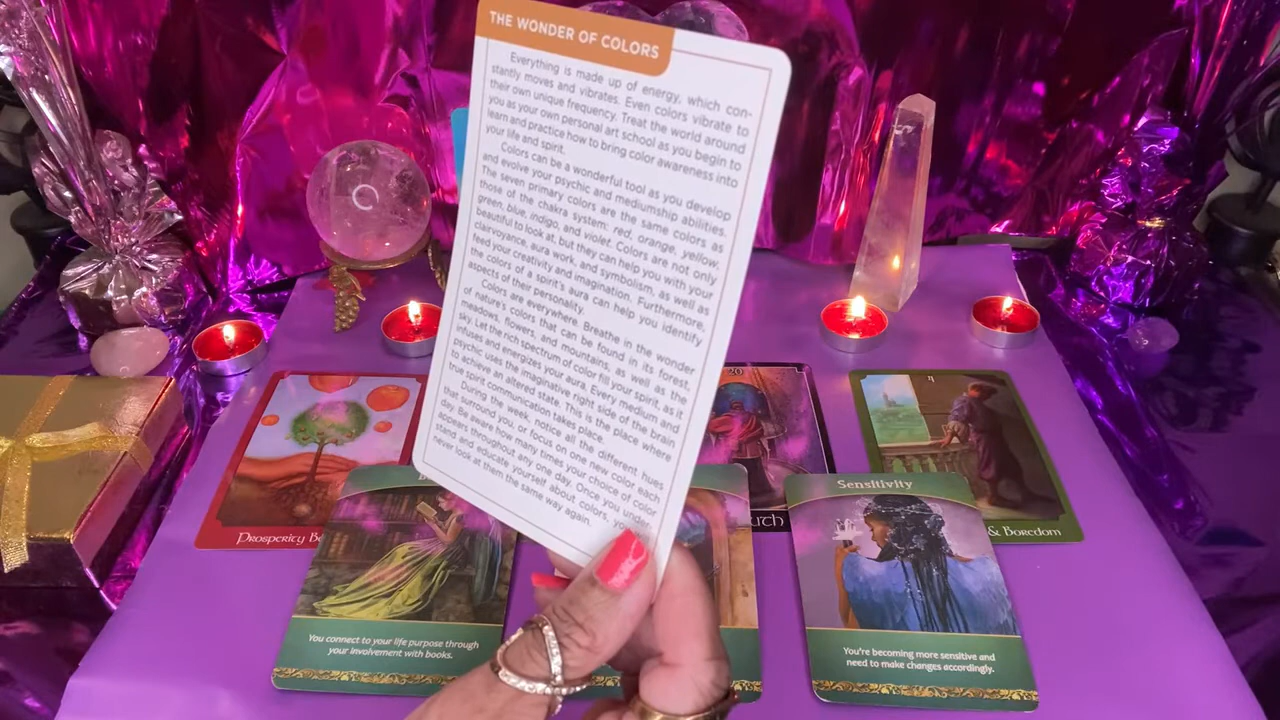 THE WONDER OF COLORS
Everything is made up of energy, which con-
stantly moves and vibrates. Even colors vibrate to
their own unique frequency. Treat the world around
you as your own personal art school as you begin to
learn and practice how to bring color awareness into
your life and spirit.
Colors can be a wonderful tool as you develop
and evolve your psychic and mediumship abilities.
The seven primary colors are the same colors as
those of the chakra system: red, orange, yellow,
green, blue, indigo, and violet. Colors are not only
beautiful to look at, but they can help you with your
clairvoyance, aura work, and symbolism, as well as
feed your creativity and imagination. Furthermore,
the colors of a spirit's aura can help you identify
aspects of their personality.
Colors are everywhere. Breathe in the wonder
of nature's colors that can be found in its forest,
meadows, flowers, and mountains, as well as the
sky. Let the rich spectrum of color fill your spirit, as it
infuses and energizes your aura. Every medium and
psychic uses the imaginative right side of the brain
to achieve an altered state. This is the place where
true spirit communication takes place.
During the week, notice all the different hues
that surround you, or focus on one new color each
day. Be aware how many times your choice of color
appears throughout any one day. Once you under-
stand and educate yourself about colors,
never look at them the same way again.
20
4
Prosperity
& Boredom
Sensitivity
You connect to your life purpose through
your involvement with books.
You're becoming more sensitive and
need to make changes accordingly.